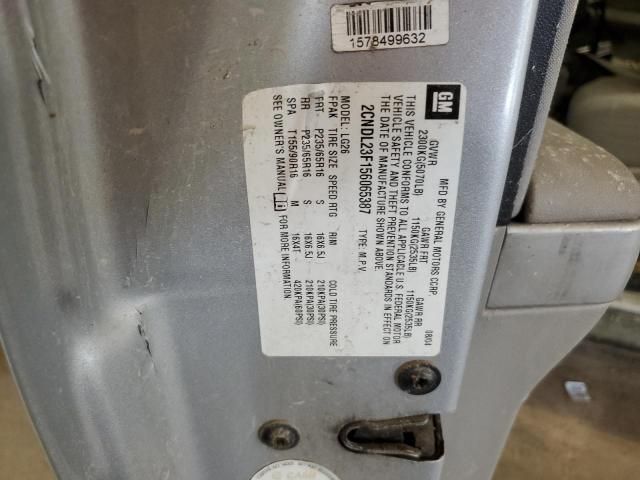 1578499632
GM
MFD BY GENERAL MOTORS CORP 08/04
GVWR GAWR FRT GAWR RR
2300KG(5070LB) 1150KG(2535LB) 1150KG(2535LB)
THIS VEHICLE CONFORMS TO ALL APPLICABLE U.S. FEDERAL MOTOR
VEHICLE SAFETY AND THEFT PREVENTION STANDARDS IN EFFECT ON
THE DATE OF MANUFACTURE SHOWN ABOVE.
2CNDL23F156065387 TYPE: M.P.V.
MODEL: LG26
FPAK TIRE SIZE SPEED RTG RIM COLD TIRE PRESSURE
FRT- P235/65R16 S 16X6.5J 210KPA(30PSI)
RR P235/65R16 S 16X6.5J 210KPA(30PSI)
SPA T155/90R16 M 16X4T- 420KPA(60PSI)
SEE OWNER'S MANUAL FOR MORE INFORMATION.